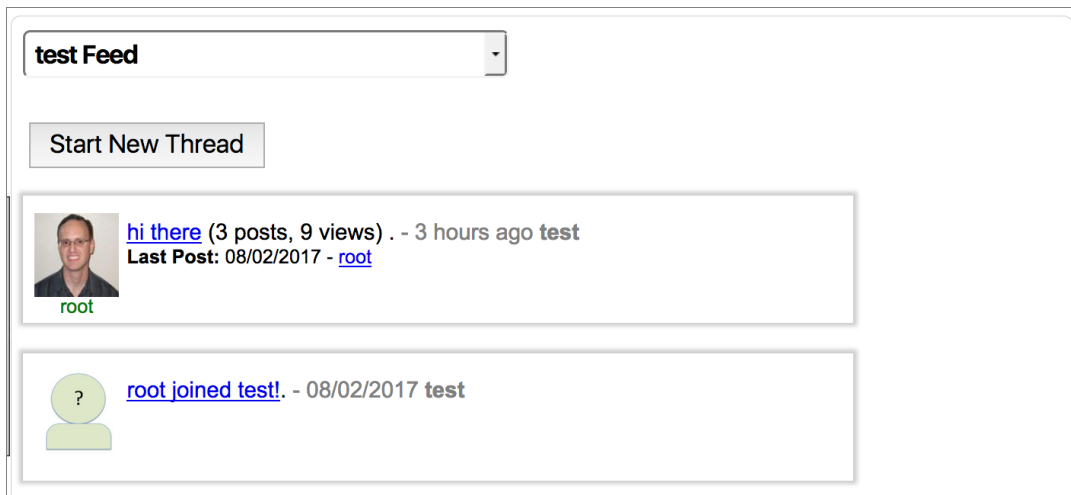 test Feed
Start New Thread
hi there (3 posts, 9 views) . - 3 hours ago test
Last Post: 08/02/2017 - root
root
?
root joined test!. - 08/02/2017 test